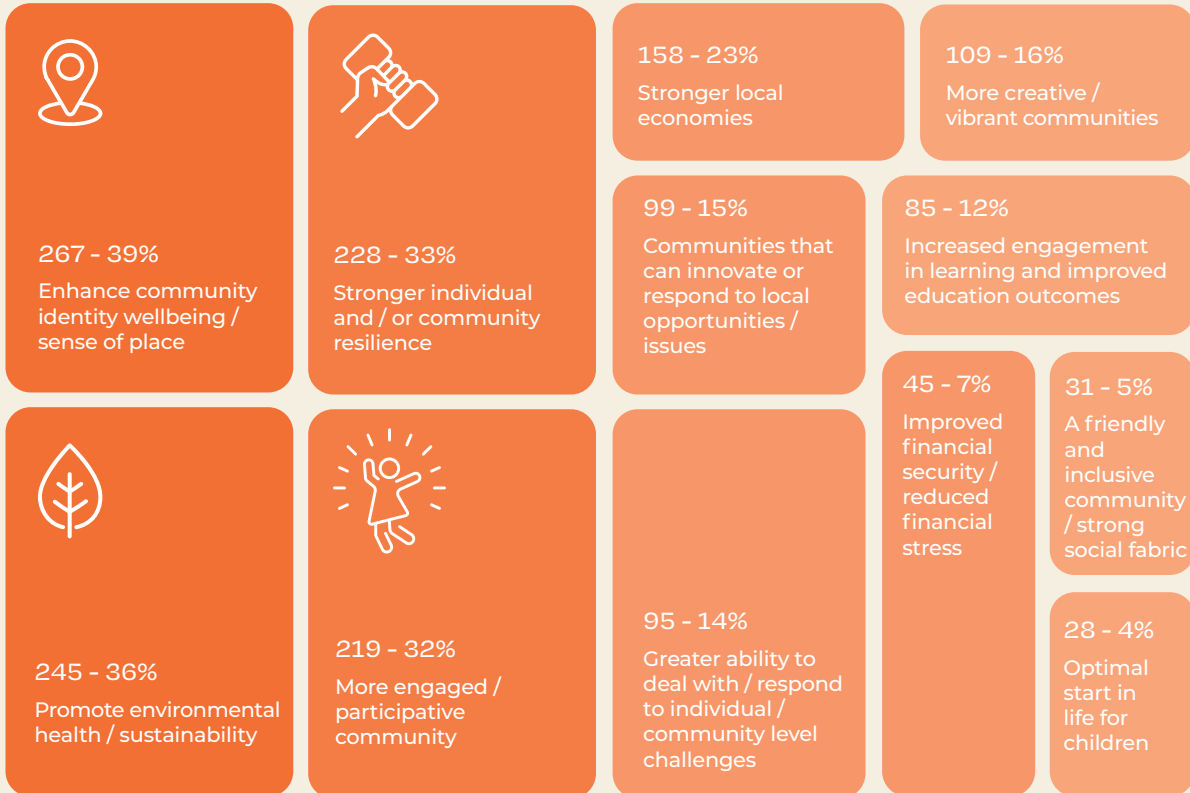 267 - 39%
Enhance community
identity wellbeing /
sense of place
228 - 33%
Stronger individual
and / or community
resilience
158 - 23%
Stronger local
economies
109 - 16%
More creative /
vibrant communities
99 - 15%
Communities that
can innovate or
respond to local
opportunities /
issues
85 - 12%
Increased engagement
in learning and improved
education outcomes
245 - 36%
Promote environmental
health / sustainability
219 - 32%
More engaged /
participative
community
95 - 14%
Greater ability to
deal with / respond
to individual /
community level
challenges
45 - 7%
Improved
financial
security /
reduced
financial
stress
31 - 5%
A friendly
and
inclusive
community
/ strong
social fabric
28 - 4%
Optimal
start in
life for
children